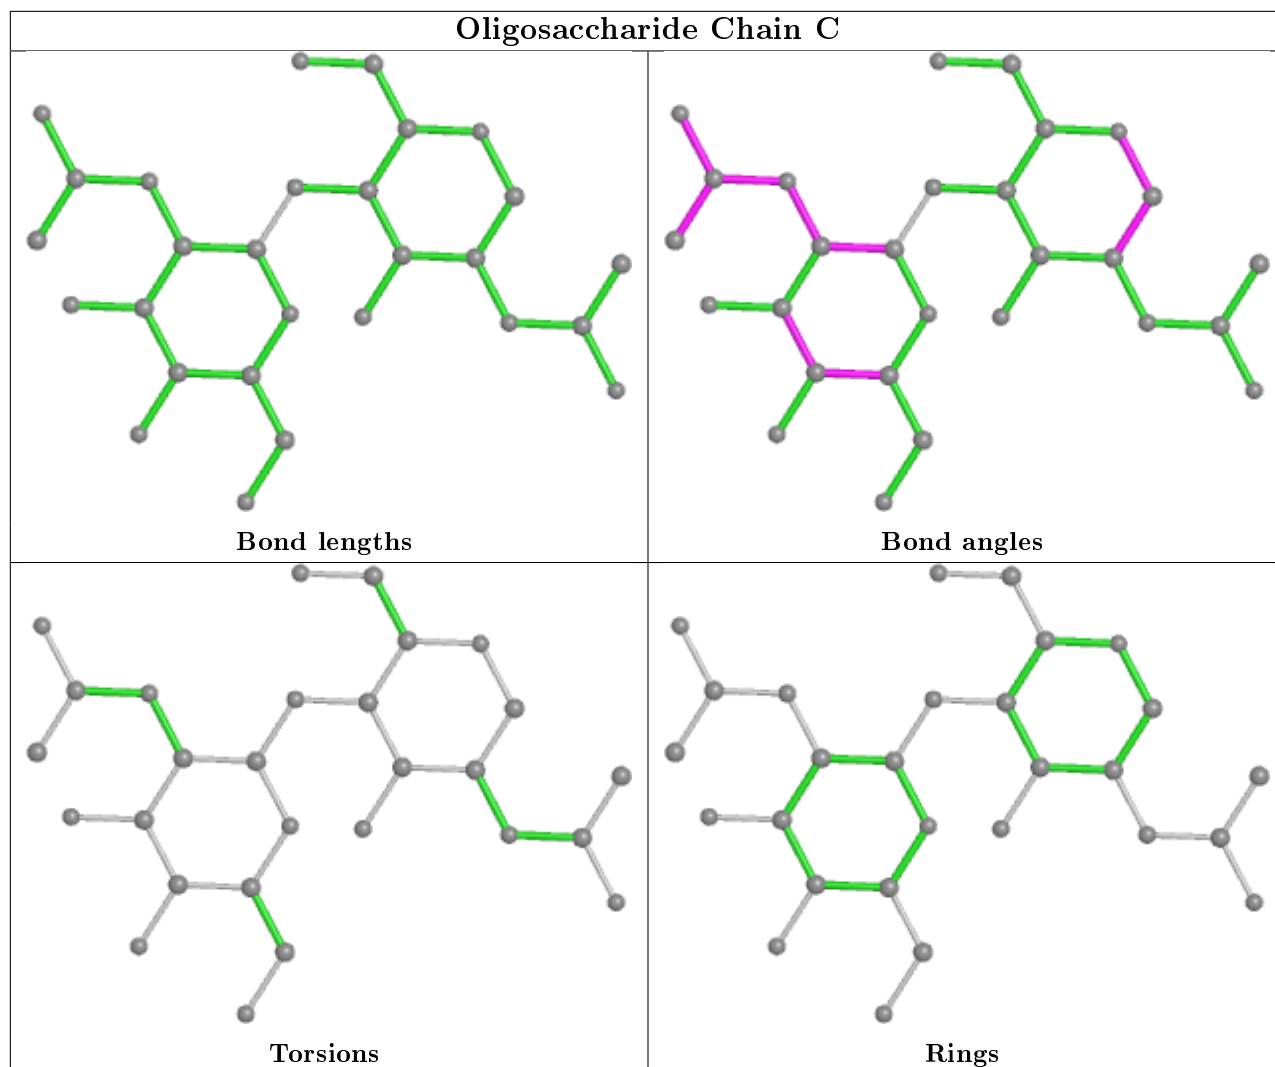 Oligosaccharide Chain C
Bond lengths
Bond angles
Torsions
Rings